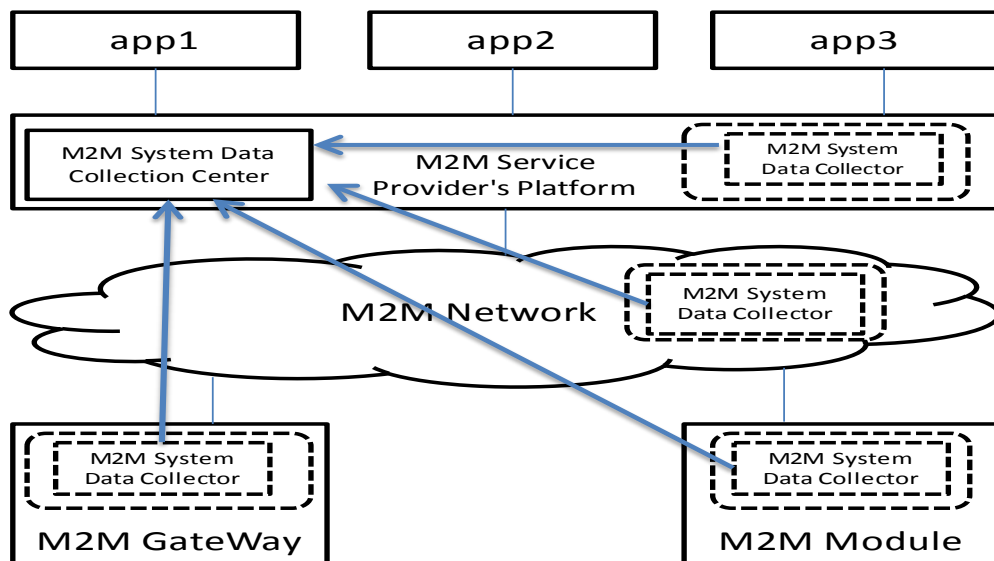 app1
app2
app3
M2M System Data
Collection Center
M2M Service
Provider's Platform
M2M System
Data Collector
M2M Network
M2M System
Data Collector
M2M System
Data Collector
M2M GateWay
M2M System
Data Collector
M2M Module